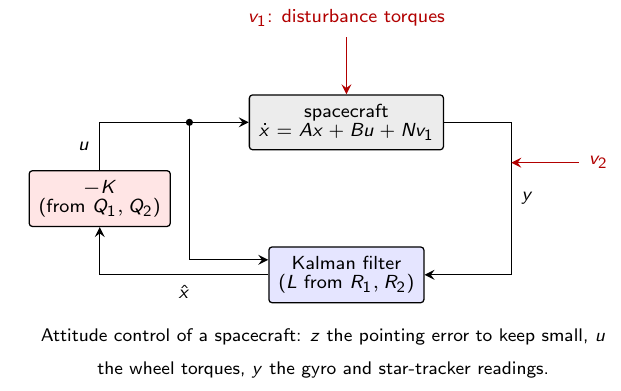 v₁: disturbance torques
spacecraft
ẋ = Ax + Bu + Nv₁
u
v₂
−K
(from Q₁, Q₂)
y
Kalman filter
(L from R₁, R₂)
x̂
Attitude control of a spacecraft: z the pointing error to keep small, u
the wheel torques, y the gyro and star-tracker readings.